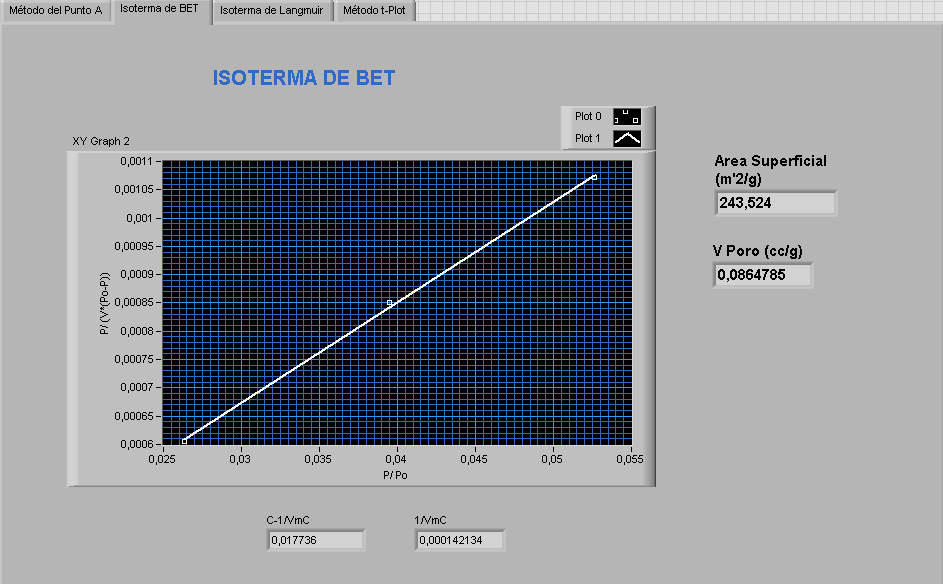 Método del Punto A
Isoterma de BET
Isoterma de Langmuir
Método t-Plot
ISOTERMA DE BET
Plot 0
Plot 1
XY Graph 2
0,0011
0,00105
0,001
0,00095
0,0009
0,00085
0,0008
0,00075
0,0007
0,00065
0,0006
P/ (V*(Po-P))
0,025
0,03
0,035
0,04
0,045
0,05
0,055
P/ Po
Area Superficial
(m'2/g)
243,524
V Poro (cc/g)
0,0864785
C-1/VmC
0,017736
1/VmC
0,000142134